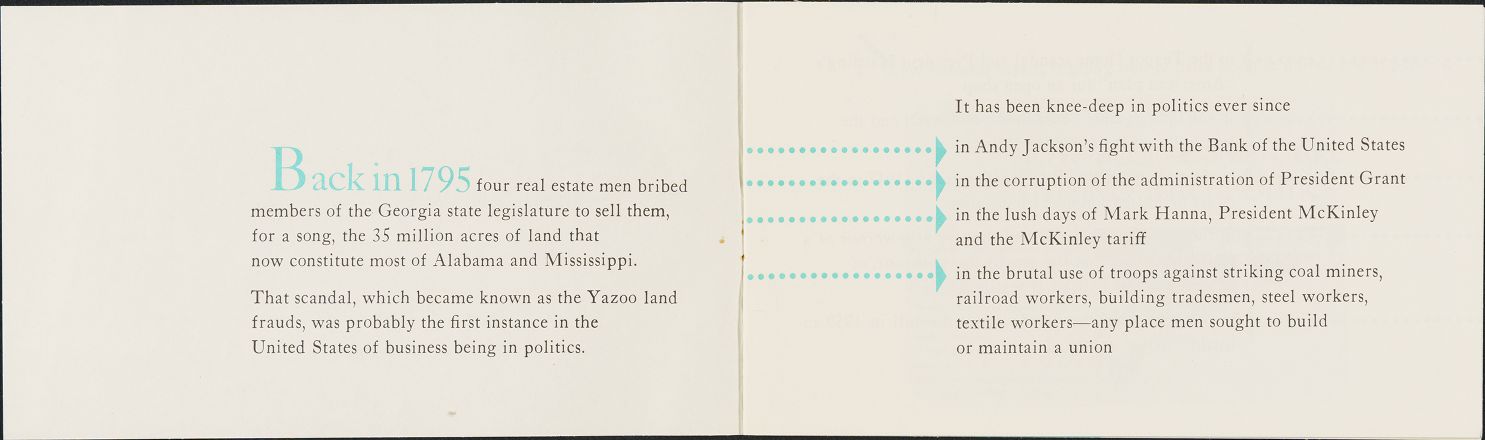 Back in 1795 four real estate men bribed
members of the Georgia state legislature to sell them,
for a song, the 35 million acres of land that
now constitute most of Alabama and Mississippi.
That scandal, which became known as the Yazoo land
frauds, was probably the first instance in the
United States of business being in politics.
It has been knee-deep in politics ever since
in Andy Jackson's fight with the Bank of the United States
in the corruption of the administration of President Grant
in the lush days of Mark Hanna, President McKinley
and the McKinley tariff
in the brutal use of troops against striking coal miners,
railroad workers, building tradesmen, steel workers,
textile workers—any place men sought to build
or maintain a union